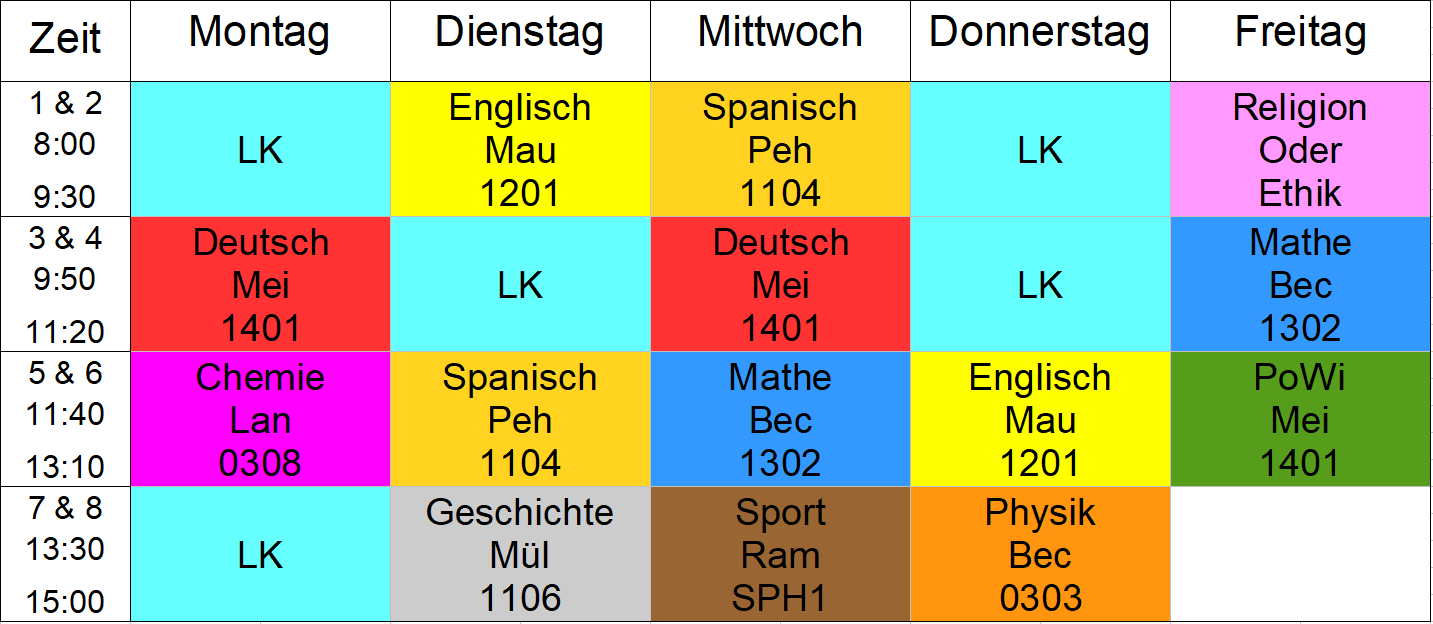 Zeit Montag Dienstag Mittwoch Donnerstag Freitag
1 & 2
8:00
9:30
LK
Englisch
Mau
1201
Spanisch
Peh
1104
LK
Religion
Oder
Ethik
3 & 4
9:50
11:20
Deutsch
Mei
1401
LK
Deutsch
Mei
1401
LK
Mathe
Bec
1302
5 & 6
11:40
13:10
Chemie
Lan
0308
Spanisch
Peh
1104
Mathe
Bec
1302
Englisch
Mau
1201
PoWi
Mei
1401
7 & 8
13:30
15:00
LK
Geschichte
Mül
1106
Sport
Ram
SPH1
Physik
Bec
0303